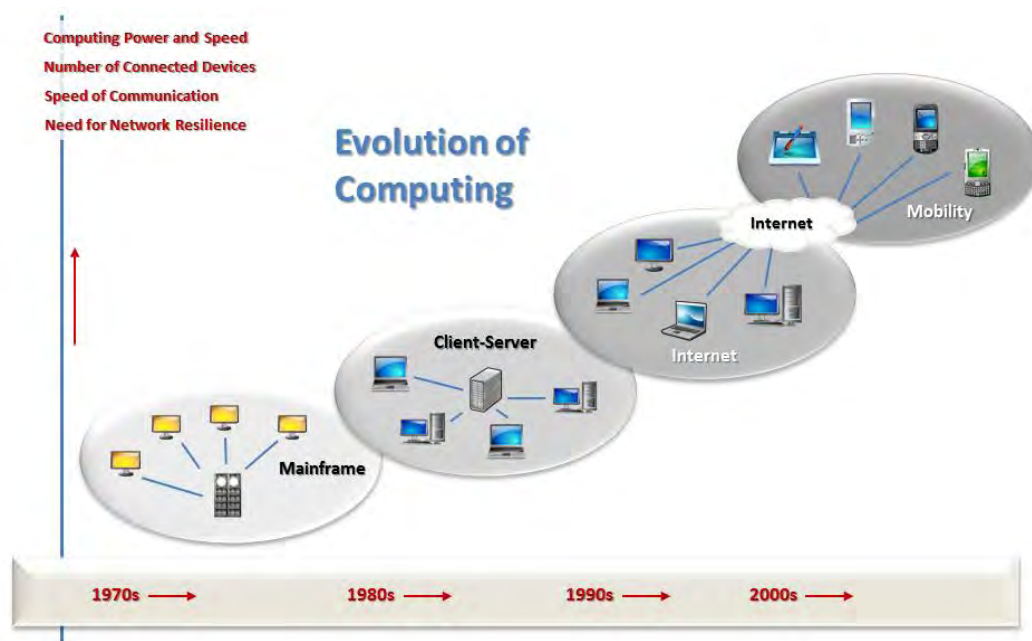 Computing Power and Speed
Number of Connected Devices
Speed of Communication
Need for Network Resilience
Evolution of
Computing
Internet
Mobility
Client-Server
Internet
Mainframe
1970s
1980s
1990s
2000s